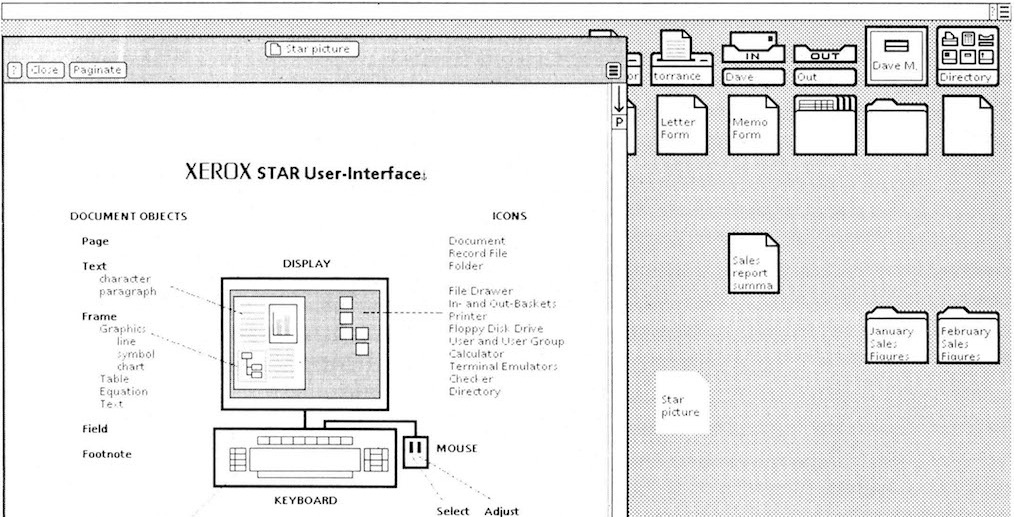 Star picture
? Close Paginate
XEROX STAR User-Interface
DOCUMENT OBJECTS
Page
Text
character
paragraph
Frame
Graphics
line
symbol
chart
Table
Equation
Text
Field
Footnote
DISPLAY
KEYBOARD
MOUSE
Select Adjust
ICONS
Document
Record File
Folder
File Drawer
In- and Out-Baskets
Printer
Floppy Disk Drive
User and User Group
Calculator
Terminal Emulators
Checker
Directory
P
or
torrance
IN
Dave
OUT
Out
Dave M.
Directory
Letter
Form
Memo
Form
Sales
report
summa
January
Sales
Figures
February
Sales
Figures
Star
picture